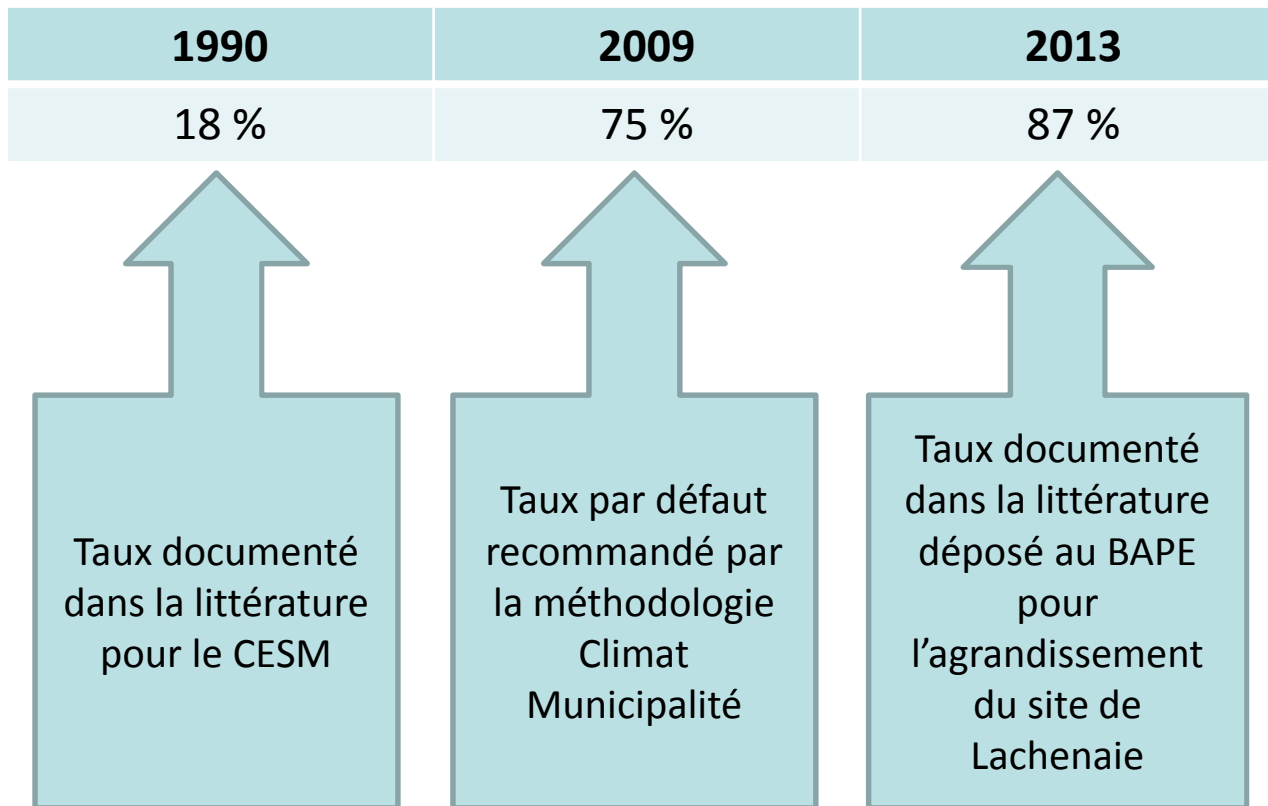 1990 2009 2013
18 % 75 % 87 %
Taux documenté
dans la littérature
pour le CESM
Taux par défaut
recommandé par
la méthodologie
Climat
Municipalité
Taux documenté
dans la littérature
déposé au BAPE
pour
l’agrandissement
du site de
Lachenaie